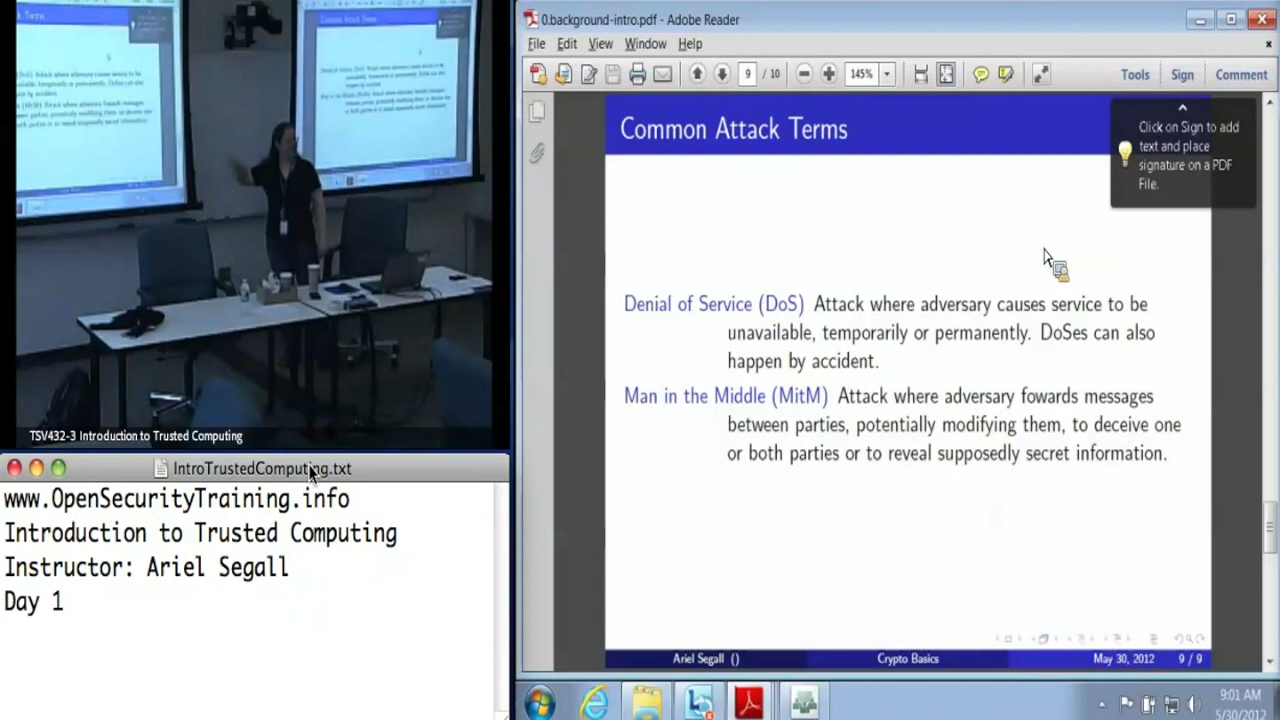 Common Attack Terms
TSV432-3 Introduction to Trusted Computing
IntroTrustedComputing.txt
www.OpenSecurityTraining.info
Introduction to Trusted Computing
Instructor: Ariel Segall
Day 1
0.background-intro.pdf - Adobe Reader
File Edit View Window Help
9 / 10 145% Tools Sign Comment
Common Attack Terms
Click on Sign to add
text and place
signature on a PDF
File.
Denial of Service (DoS) Attack where adversary causes service to be
unavailable, temporarily or permanently. DoSes can also
happen by accident.
Man in the Middle (MitM) Attack where adversary fowards messages
between parties, potentially modifying them, to deceive one
or both parties or to reveal supposedly secret information.
Ariel Segall () Crypto Basics May 30, 2012 9 / 9
9:01 AM
5/30/2012